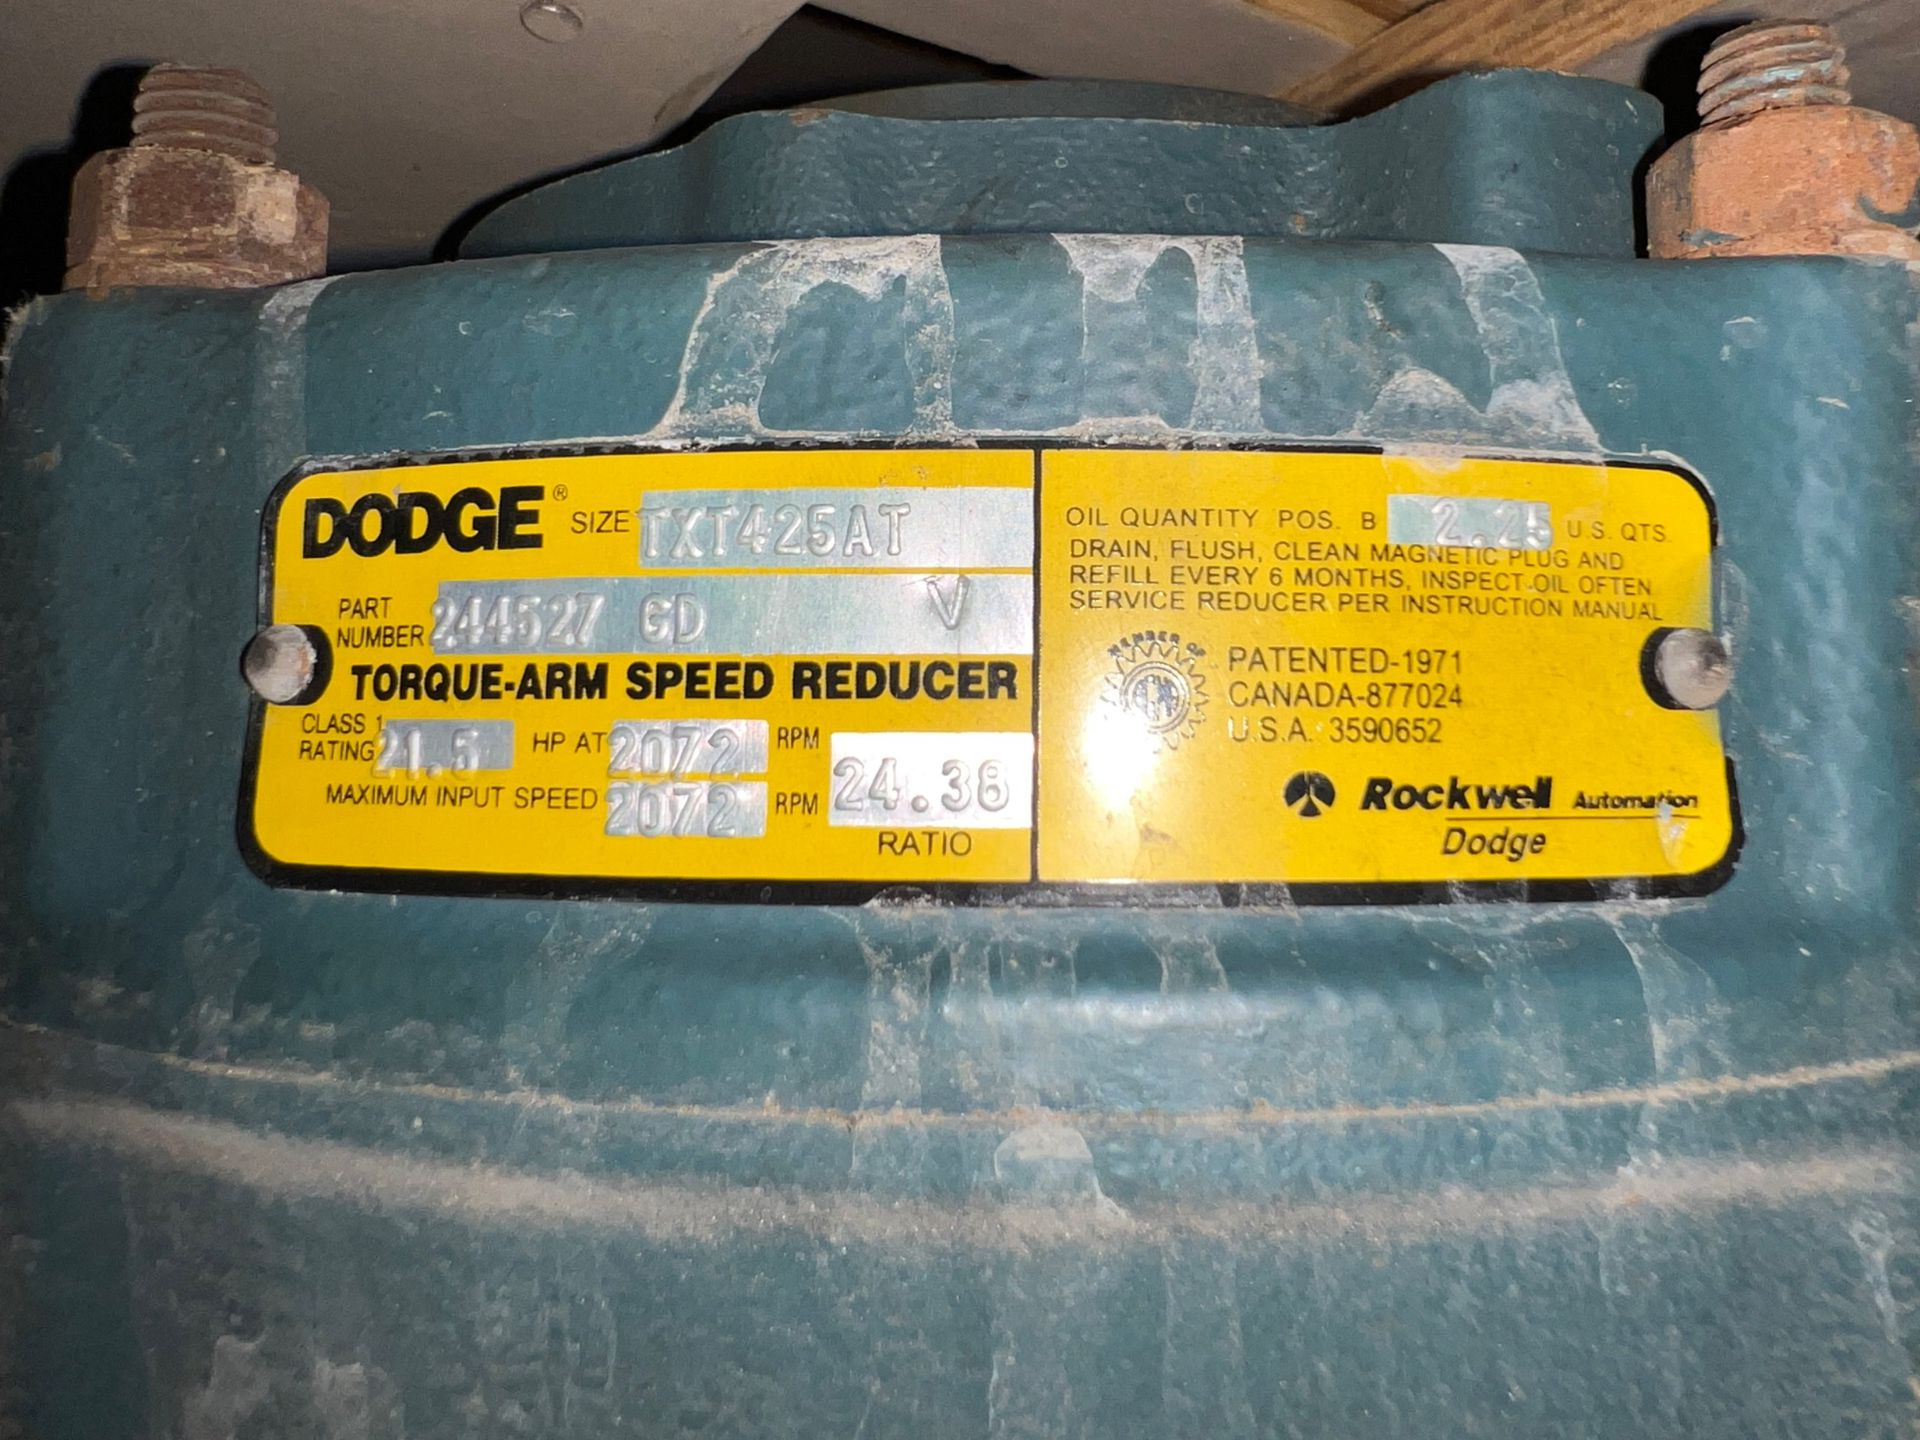 DODGE® SIZE TXT425AT
PART NUMBER 244527 GD V
TORQUE-ARM SPEED REDUCER
CLASS 1 RATING 21.5 HP AT 2072 RPM
MAXIMUM INPUT SPEED 2072 RPM
24.38
RATIO
OIL QUANTITY POS. B 2.25 U.S. QTS.
DRAIN, FLUSH, CLEAN MAGNETIC PLUG AND
REFILL EVERY 6 MONTHS, INSPECT OIL OFTEN
SERVICE REDUCER PER INSTRUCTION MANUAL
MEMBER OF
PATENTED-1971
CANADA-877024
U.S.A. 3590652
Rockwell Automation
Dodge